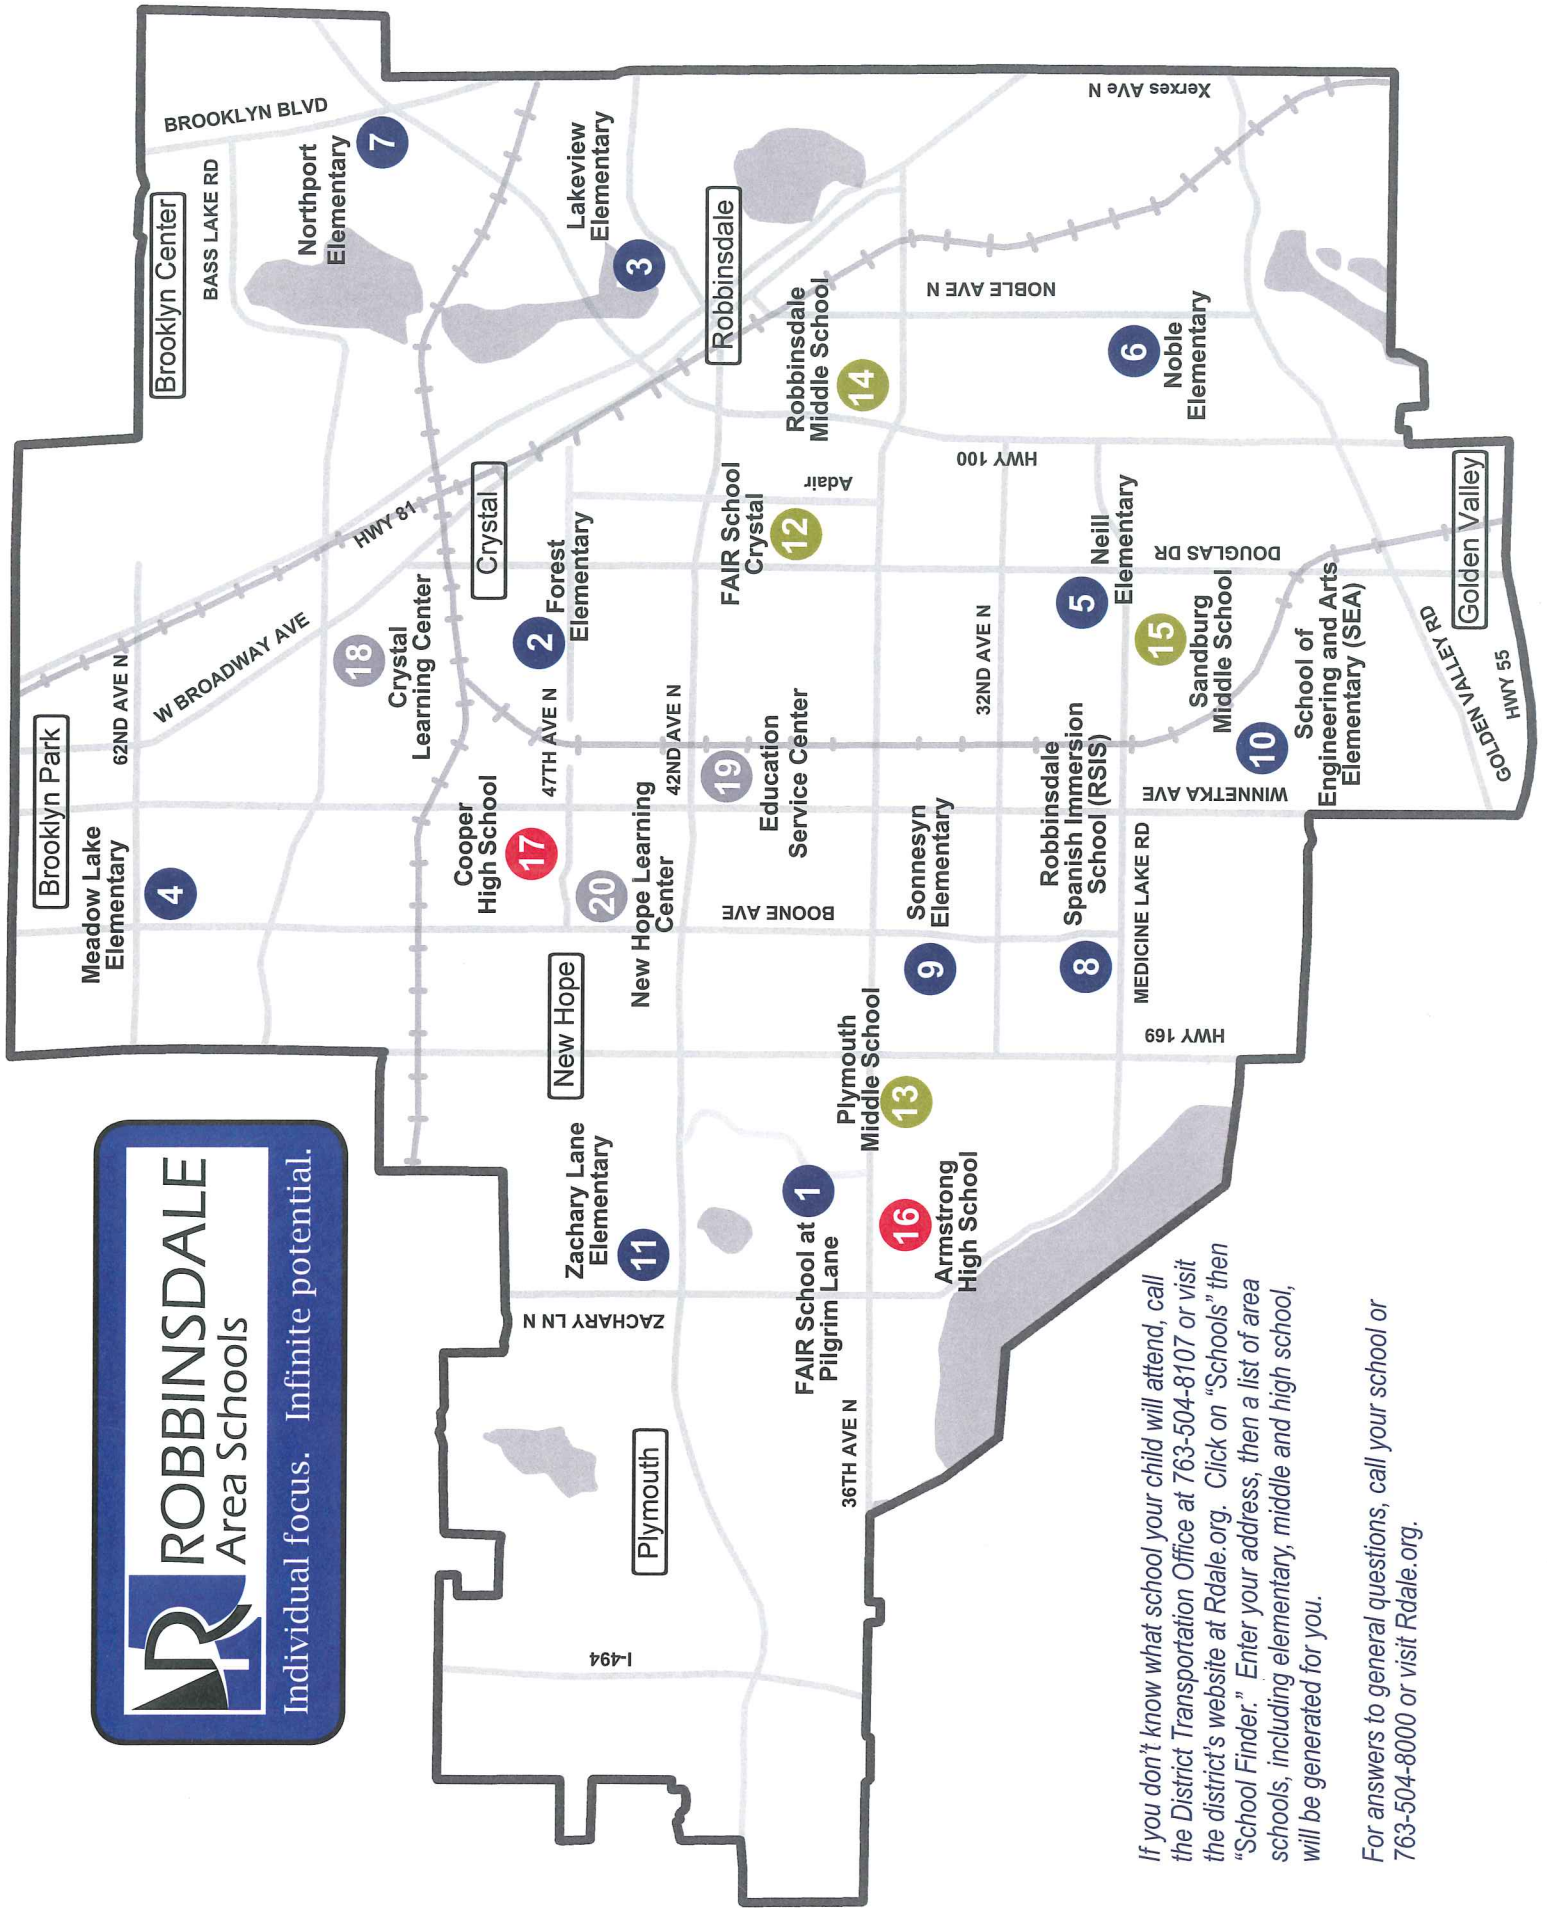 ROBBINSDALE
Area Schools
Individual focus. Infinite potential.
Brooklyn Park
Meadow Lake
Elementary
4
62ND AVE N
W BROADWAY AVE
HWY 81
Brooklyn Center
BROOKLYN BLVD
BASS LAKE RD
Northport
Elementary
7
18
Crystal
Learning Center
Crystal
Cooper
High School
17
47TH AVE N
2
Forest
Elementary
Lakeview
Elementary
3
Robbinsdale
New Hope
20
New Hope Learning
Center
42ND AVE N
19
Education
Service Center
BOONE AVE
FAIR School
Crystal
12
Adair
Robbinsdale
Middle School
14
NOBLE AVE N
Xerxes AVe N
Zachary Lane
Elementary
11
ZACHARY LN N
Plymouth
I-494
FAIR School at
Pilgrim Lane
1
36TH AVE N
Plymouth
Middle School
13
16
Armstrong
High School
Sonnesyn
Elementary
9
32ND AVE N
HWY 100
Robbinsdale
Spanish Immersion
School (RSIS)
8
MEDICINE LAKE RD
HWY 169
WINNETKA AVE
5
Neill
Elementary
15
Sandburg
Middle School
DOUGLAS DR
6
Noble
Elementary
10
School of
Engineering and Arts
Elementary (SEA)
GOLDEN VALLEY RD
Golden Valley
HWY 55
If you don't know what school your child will attend, call
the District Transportation Office at 763-504-8107 or visit
the district's website at Rdale.org. Click on "Schools" then
"School Finder." Enter your address, then a list of area
schools, including elementary, middle and high school,
will be generated for you.
For answers to general questions, call your school or
763-504-8000 or visit Rdale.org.